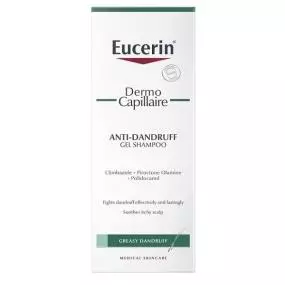 Eucerin®
Dermo
Capillaire
ANTI-DANDRUFF
GEL SHAMPOO
Climbazole • Piroctone Olamine
• Polidocanol
Fights dandruff effectively and lastingly
Soothes itchy scalp
GREASY DANDRUFF
MEDICAL SKINCARE